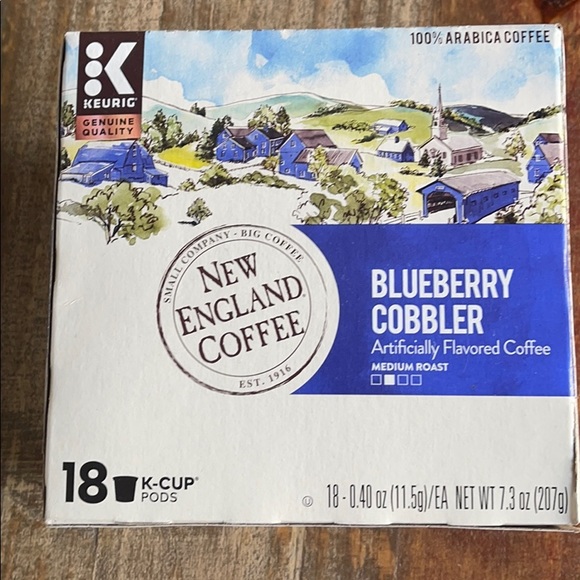 100% ARABICA COFFEE
KEURIG®
GENUINE
QUALITY
SMALL COMPANY - BIG COFFEE
NEW
ENGLAND®
COFFEE
EST. 1916
BLUEBERRY
COBBLER
Artificially Flavored Coffee
MEDIUM ROAST
18 K-CUP®
PODS
U 18 - 0.40 oz (11.5g)/EA NET WT 7.3 oz (207g)